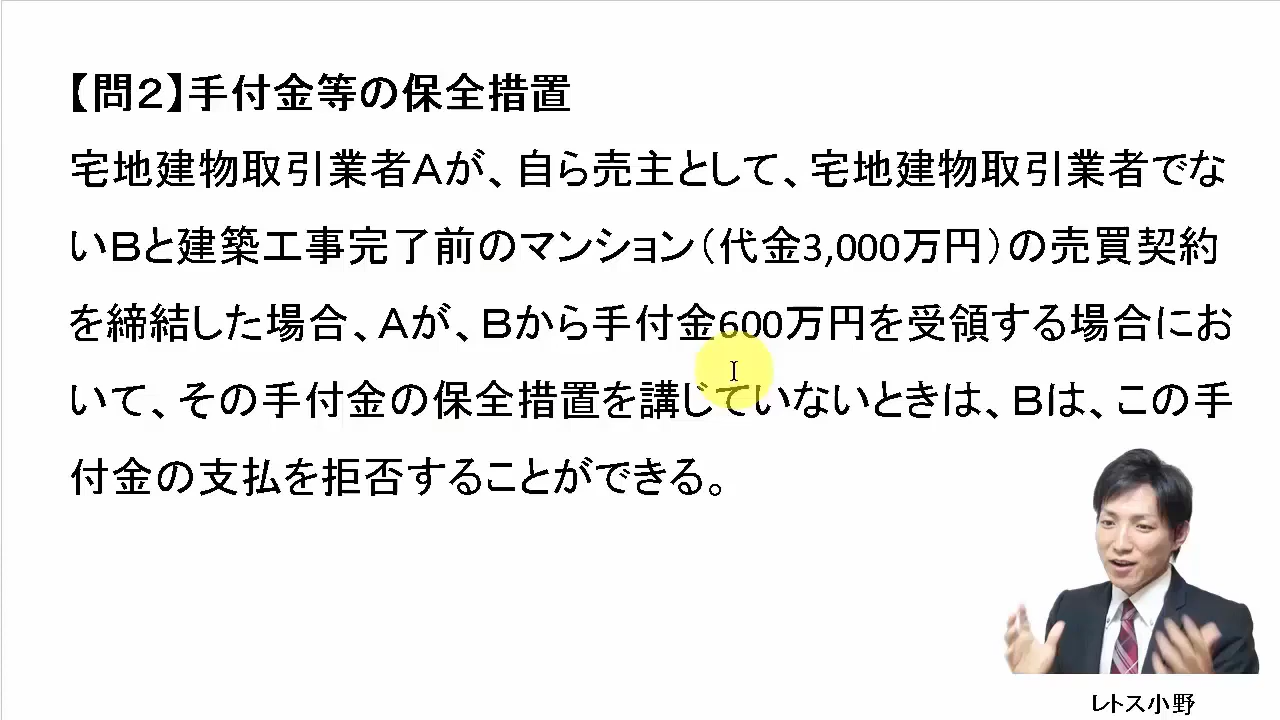 【問２】手付金等の保全措置
宅地建物取引業者Ａが、自ら売主として、宅地建物取引業者でな
いＢと建築工事完了前のマンション（代金3,000万円）の売買契約
を締結した場合、Ａが、Ｂから手付金600万円を受領する場合にお
いて、その手付金の保全措置を講じていないときは、Ｂは、この手
付金の支払を拒否することができる。
レトス小野